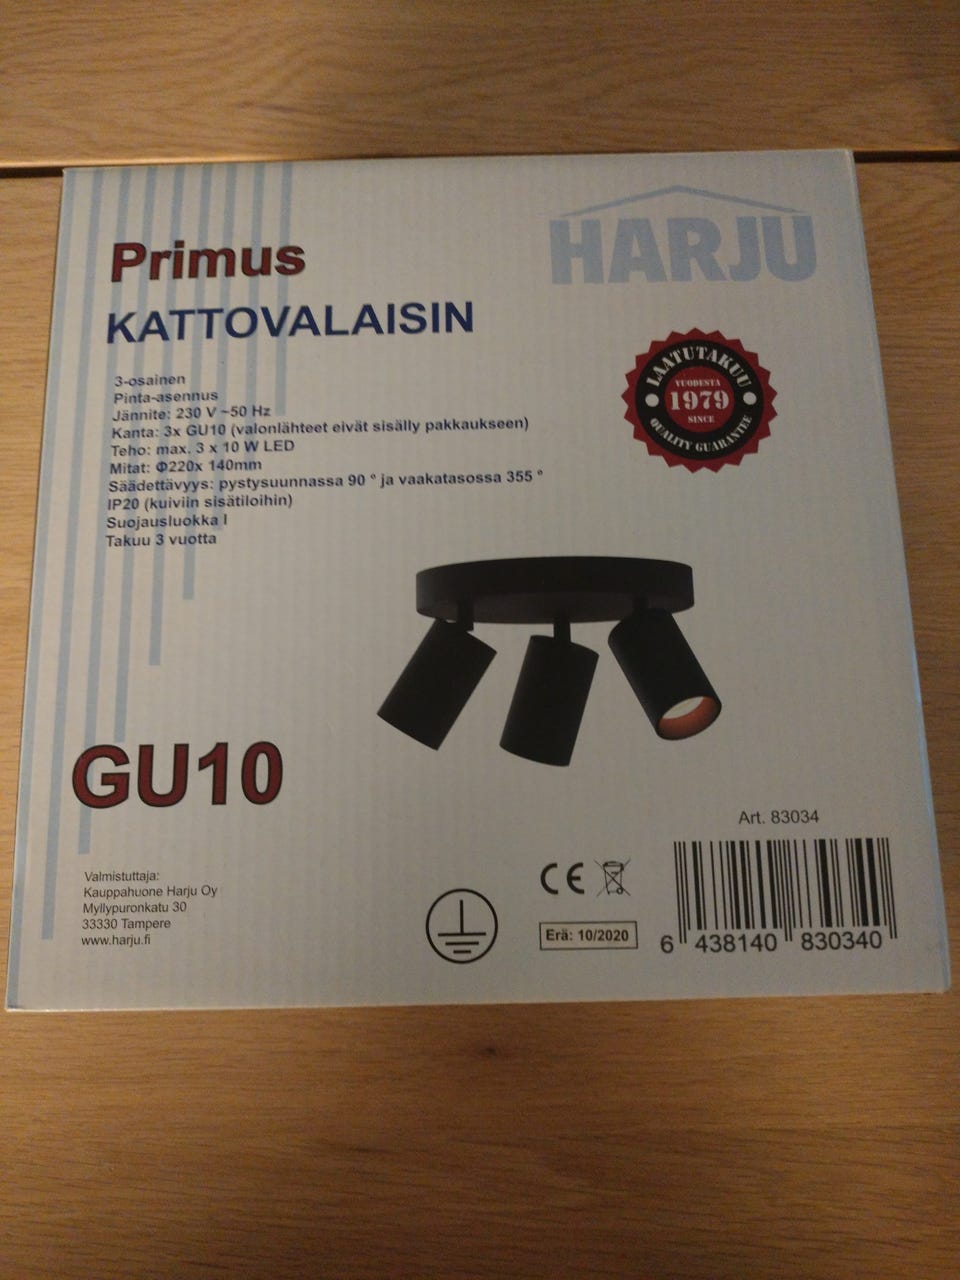 HARJU
Primus
KATTOVALAISIN
3-osainen
Pinta-asennus
Jännite: 230 V ~50 Hz
Kanta: 3x GU10 (valonlähteet eivät sisälly pakkaukseen)
Teho: max. 3 x 10 W LED
Mitat: Φ220x 140mm
Säädettävyys: pystysuunnassa 90 ° ja vaakatasossa 355 °
IP20 (kuiviin sisätiloihin)
Suojausluokka I
Takuu 3 vuotta
LAATUTAKUU
VUODESTA
1979
SINCE
QUALITY GUARANTEE
GU10
Art. 83034
Valmistuttaja:
Kauppahuone Harju Oy
Myllypuronkatu 30
33330 Tampere
www.harju.fi
CE
Erä: 10/2020
6 438140 830340